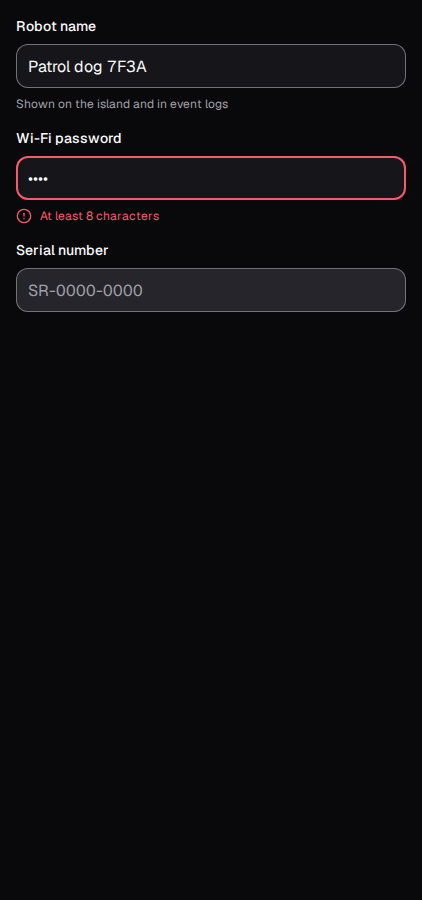 Robot name
Patrol dog 7F3A
Shown on the island and in event logs
Wi-Fi password
••••
At least 8 characters
Serial number
SR-0000-0000